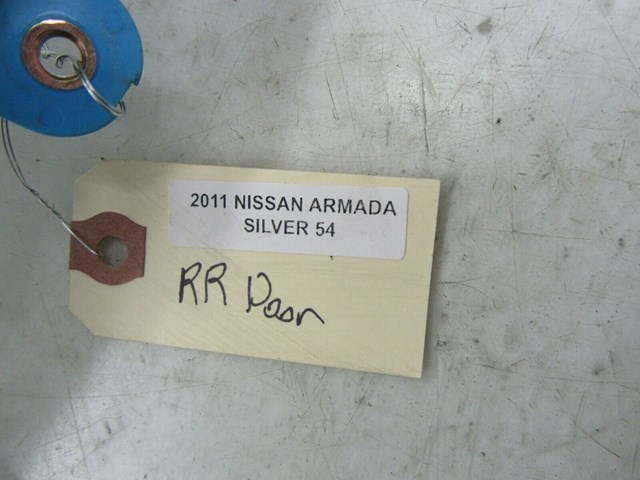 2011 NISSAN ARMADA
SILVER 54
RR Door